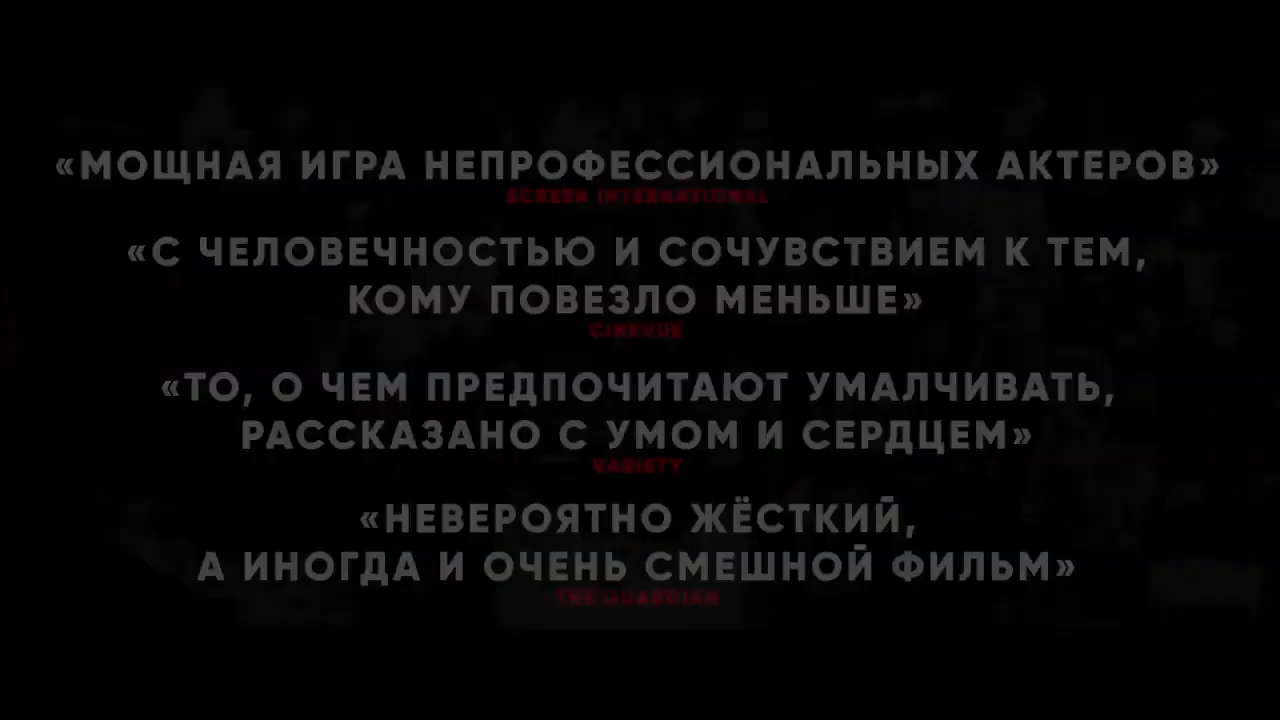 «МОЩНАЯ ИГРА НЕПРОФЕССИОНАЛЬНЫХ АКТЕРОВ»
SCREEN INTERNATIONAL
«С ЧЕЛОВЕЧНОСТЬЮ И СОЧУВСТВИЕМ К ТЕМ,
КОМУ ПОВЕЗЛО МЕНЬШЕ»
CINEVUE
«ТО, О ЧЕМ ПРЕДПОЧИТАЮТ УМАЛЧИВАТЬ,
РАССКАЗАНО С УМОМ И СЕРДЦЕМ»
VARIETY
«НЕВЕРОЯТНО ЖЁСТКИЙ,
А ИНОГДА И ОЧЕНЬ СМЕШНОЙ ФИЛЬМ»
THE GUARDIAN